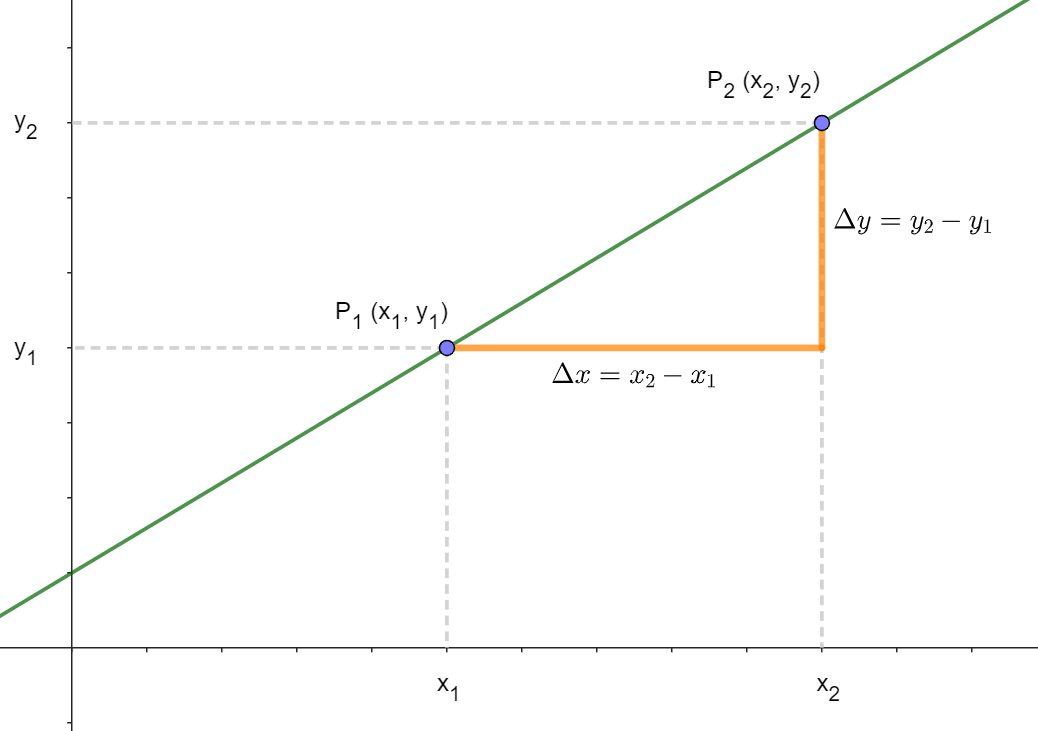 P₂ (x₂, y₂)
y₂
Δy = y₂ − y₁
P₁ (x₁, y₁)
y₁
Δx = x₂ − x₁
x₁
x₂